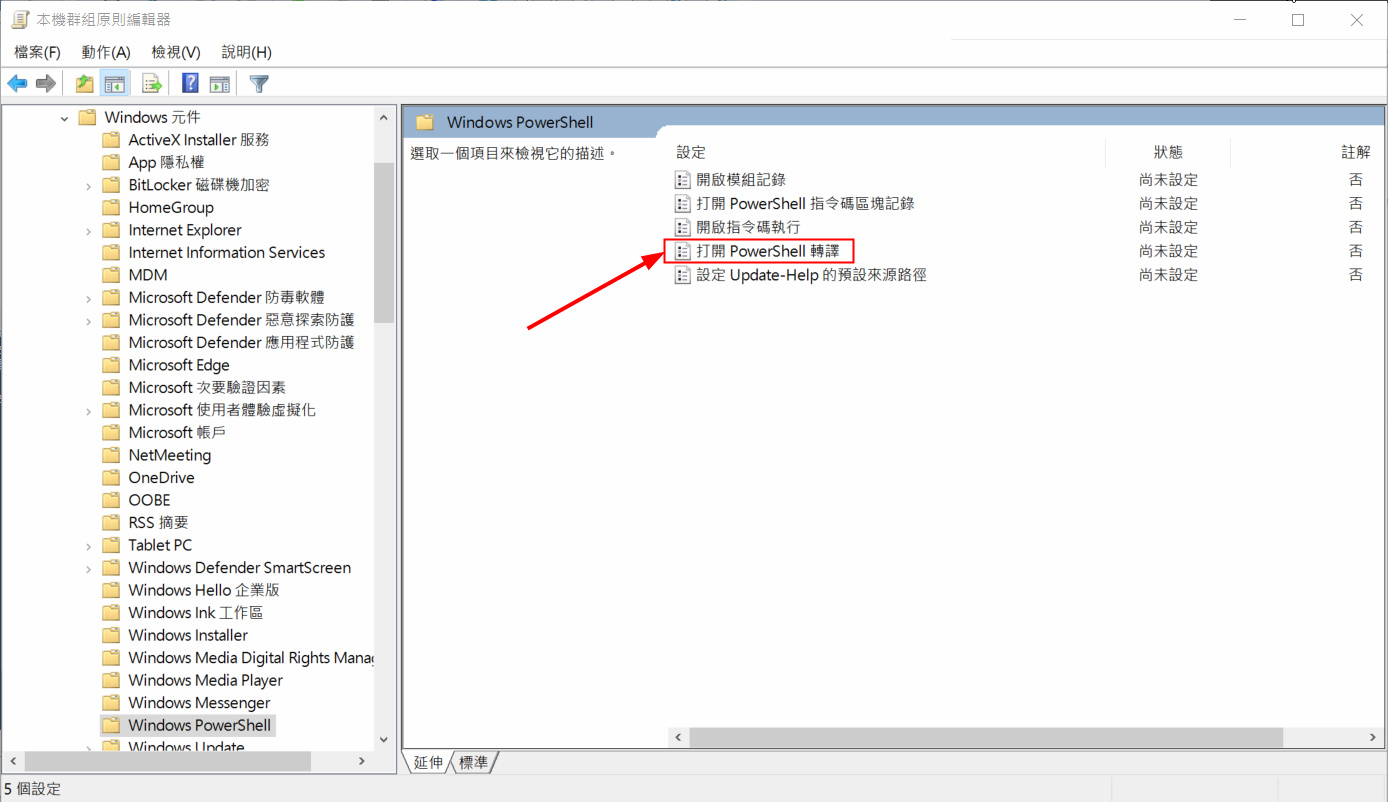 本機群組原則編輯器
檔案(F) 動作(A) 檢視(V) 說明(H)
Windows 元件
ActiveX Installer 服務
App 隱私權
BitLocker 磁碟機加密
HomeGroup
Internet Explorer
Internet Information Services
MDM
Microsoft Defender 防毒軟體
Microsoft Defender 惡意探索防護
Microsoft Defender 應用程式防護
Microsoft Edge
Microsoft 次要驗證因素
Microsoft 使用者體驗虛擬化
Microsoft 帳戶
NetMeeting
OneDrive
OOBE
RSS 摘要
Tablet PC
Windows Defender SmartScreen
Windows Hello 企業版
Windows Ink 工作區
Windows Installer
Windows Media Digital Rights Manag
Windows Media Player
Windows Messenger
Windows PowerShell
Windows Update
Windows PowerShell
選取一個項目來檢視它的描述。
設定 狀態 註解
開啟模組記錄 尚未設定 否
打開 PowerShell 指令碼區塊記錄 尚未設定 否
開啟指令碼執行 尚未設定 否
打開 PowerShell 轉譯 尚未設定 否
設定 Update-Help 的預設來源路徑 尚未設定 否
延伸 標準
5 個設定